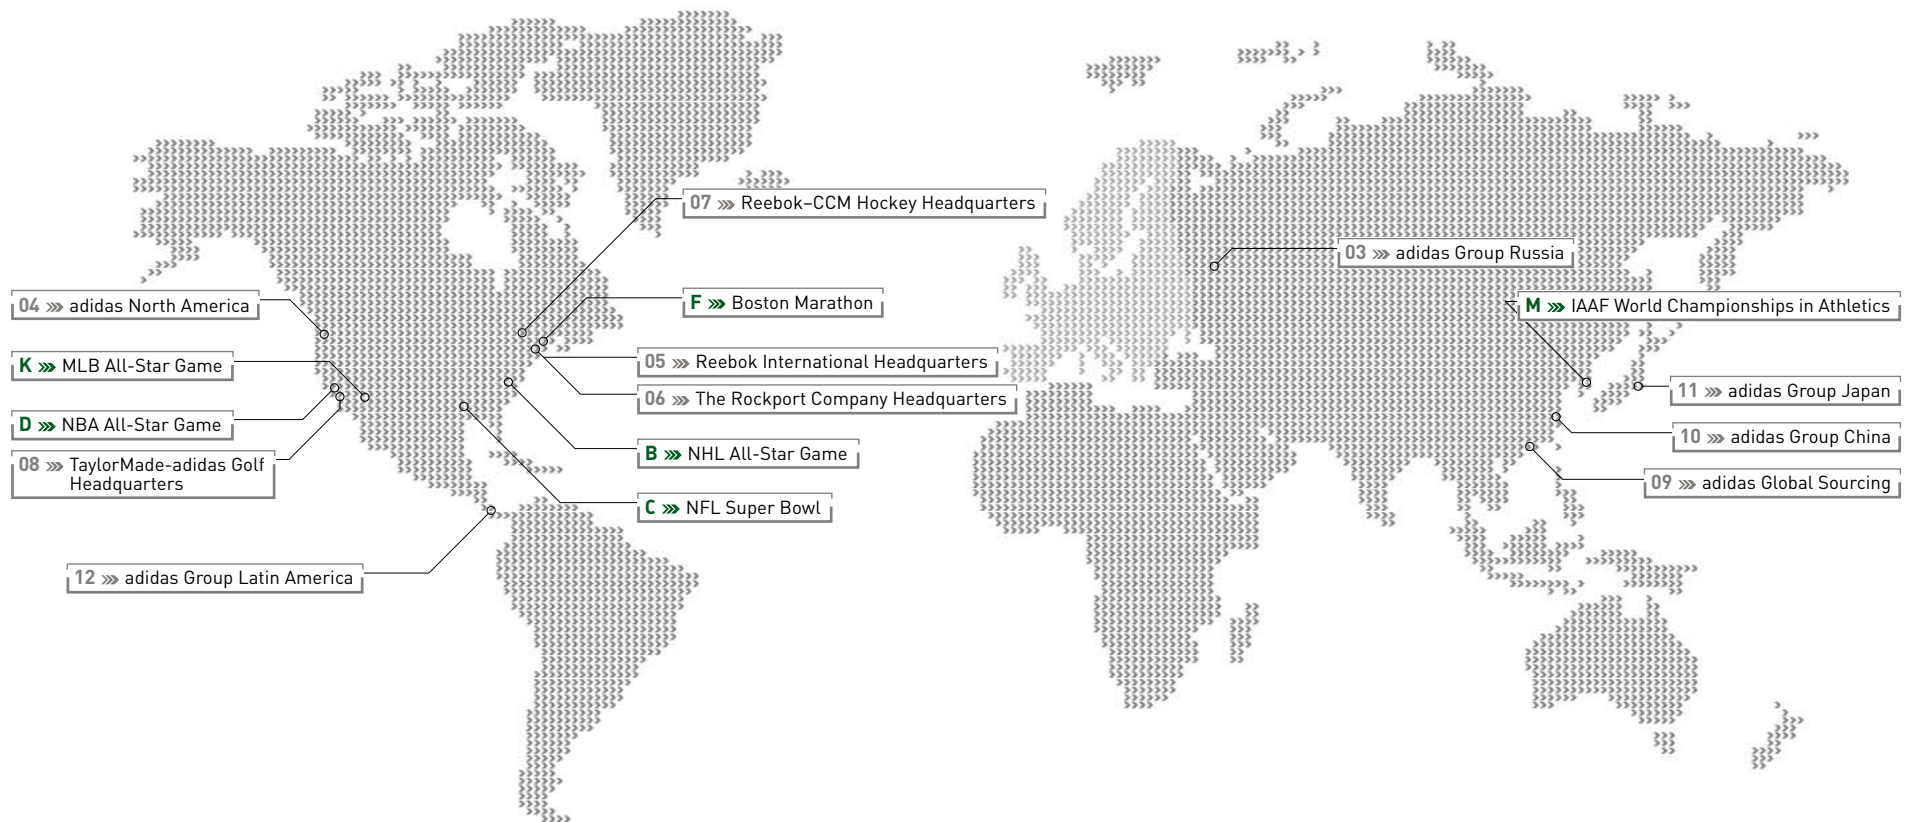 07 »» Reebok–CCM Hockey Headquarters
03 »» adidas Group Russia
04 »» adidas North America
F »» Boston Marathon
M »» IAAF World Championships in Athletics
K »» MLB All-Star Game
05 »» Reebok International Headquarters
06 »» The Rockport Company Headquarters
11 »» adidas Group Japan
D »» NBA All-Star Game
10 »» adidas Group China
B »» NHL All-Star Game
08 »» TaylorMade-adidas Golf
Headquarters
09 »» adidas Global Sourcing
C »» NFL Super Bowl
12 »» adidas Group Latin America